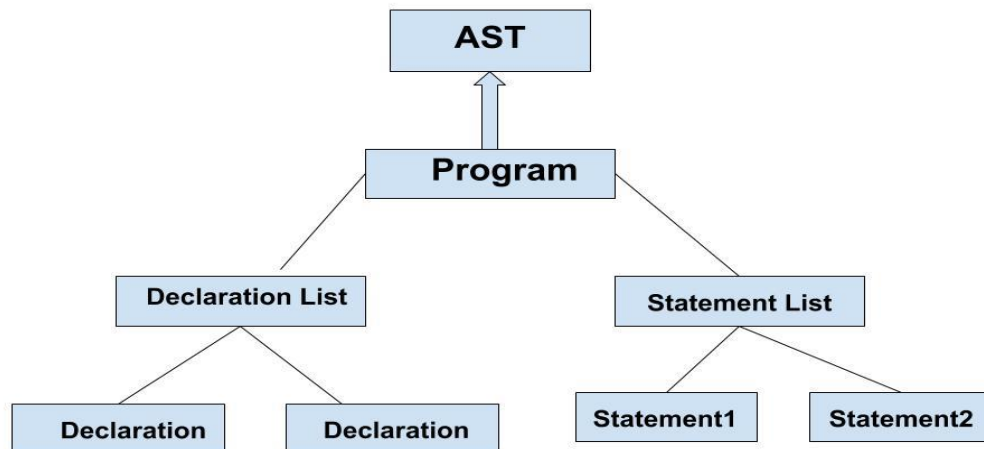 AST
Program
Declaration List
Statement List
Declaration
Declaration
Statement1
Statement2